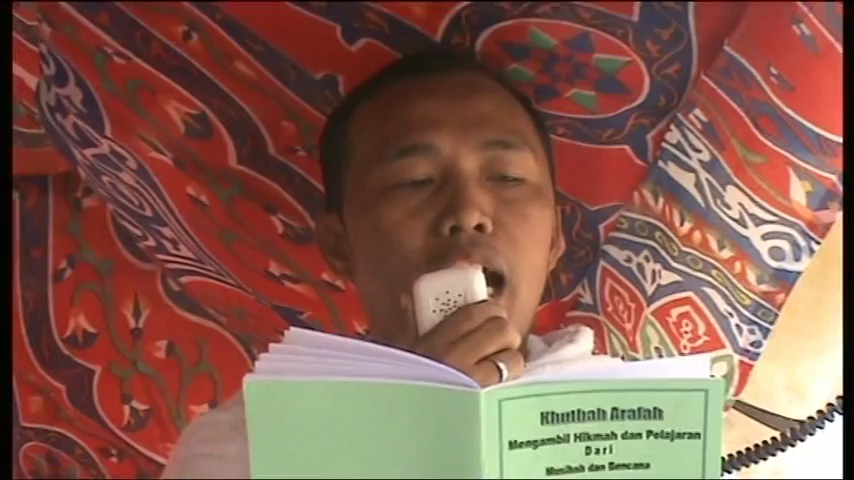 Khutbah Arafah
Mengambil Hikmah dan Pelajaran
Dari
Musibah dan Bencana